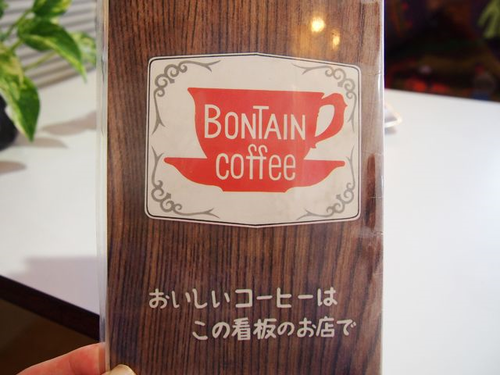 BONTAIN
coffee
おいしいコーヒーは
この看板のお店で